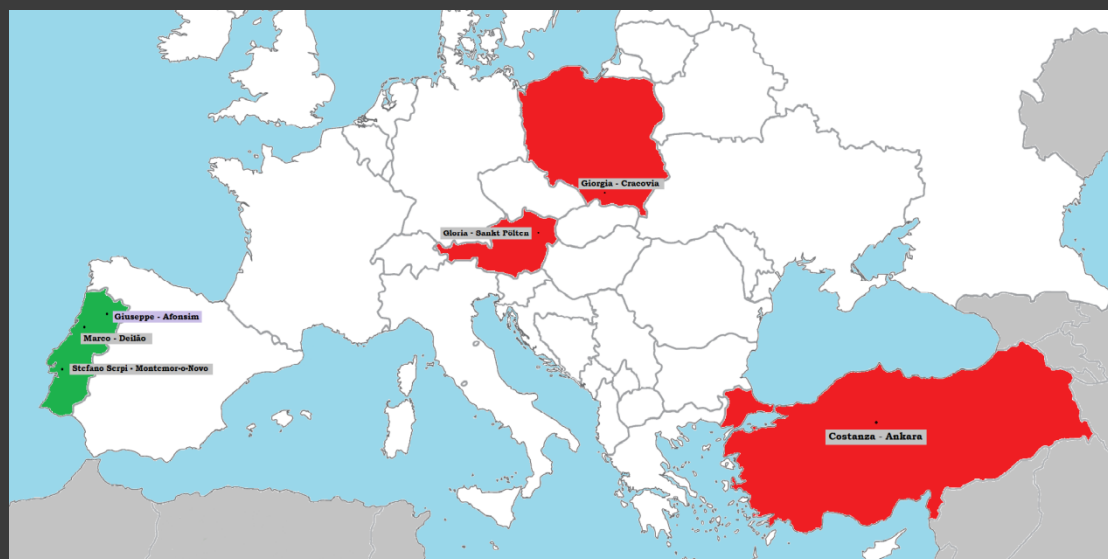 Giorgia - Cracovia
Gloria - Sankt Pölten
Giuseppe - Afonsim
Marco - Deilão
Stefano Serpi - Montemor-o-Novo
Costanza - Ankara